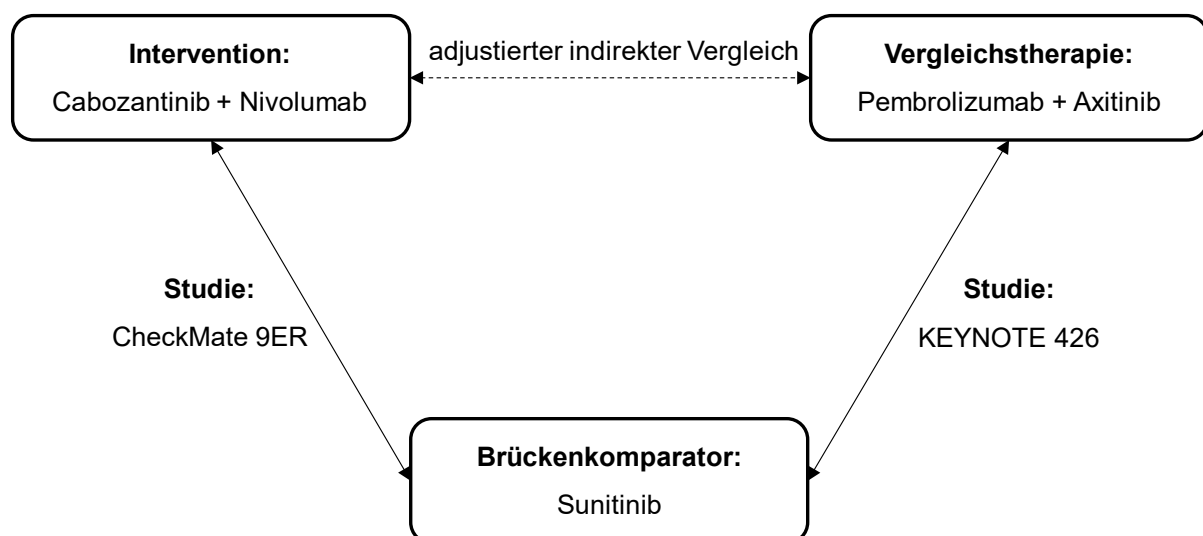 Intervention:
Cabozantinib + Nivolumab
adjustierter indirekter Vergleich
Vergleichstherapie:
Pembrolizumab + Axitinib
Studie:
CheckMate 9ER
Studie:
KEYNOTE 426
Brückenkomparator:
Sunitinib